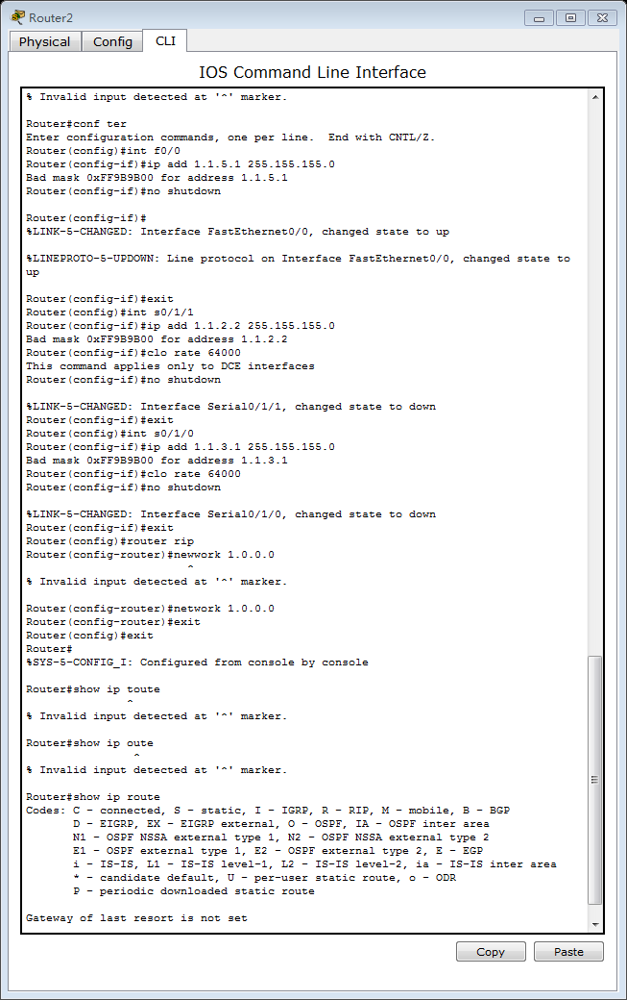 Router2
Physical Config CLI
IOS Command Line Interface
% Invalid input detected at '^' marker.
Router#conf ter
Enter configuration commands, one per line.  End with CNTL/Z.
Router(config)#int f0/0
Router(config-if)#ip add 1.1.5.1 255.155.155.0
Bad mask 0xFF9B9B00 for address 1.1.5.1
Router(config-if)#no shutdown
Router(config-if)#
%LINK-5-CHANGED: Interface FastEthernet0/0, changed state to up
%LINEPROTO-5-UPDOWN: Line protocol on Interface FastEthernet0/0, changed state to
up
Router(config-if)#exit
Router(config)#int s0/1/1
Router(config-if)#ip add 1.1.2.2 255.155.155.0
Bad mask 0xFF9B9B00 for address 1.1.2.2
Router(config-if)#clo rate 64000
This command applies only to DCE interfaces
Router(config-if)#no shutdown
%LINK-5-CHANGED: Interface Serial0/1/1, changed state to down
Router(config-if)#exit
Router(config)#int s0/1/0
Router(config-if)#ip add 1.1.3.1 255.155.155.0
Bad mask 0xFF9B9B00 for address 1.1.3.1
Router(config-if)#clo rate 64000
Router(config-if)#no shutdown
%LINK-5-CHANGED: Interface Serial0/1/0, changed state to down
Router(config-if)#exit
Router(config)#router rip
Router(config-router)#newwork 1.0.0.0
^
% Invalid input detected at '^' marker.
Router(config-router)#network 1.0.0.0
Router(config-router)#exit
Router(config)#exit
Router#
%SYS-5-CONFIG_I: Configured from console by console
Router#show ip toute
^
% Invalid input detected at '^' marker.
Router#show ip oute
^
% Invalid input detected at '^' marker.
Router#show ip route
Codes: C - connected, S - static, I - IGRP, R - RIP, M - mobile, B - BGP
D - EIGRP, EX - EIGRP external, O - OSPF, IA - OSPF inter area
N1 - OSPF NSSA external type 1, N2 - OSPF NSSA external type 2
E1 - OSPF external type 1, E2 - OSPF external type 2, E - EGP
i - IS-IS, L1 - IS-IS level-1, L2 - IS-IS level-2, ia - IS-IS inter area
* - candidate default, U - per-user static route, o - ODR
P - periodic downloaded static route
Gateway of last resort is not set
Copy Paste